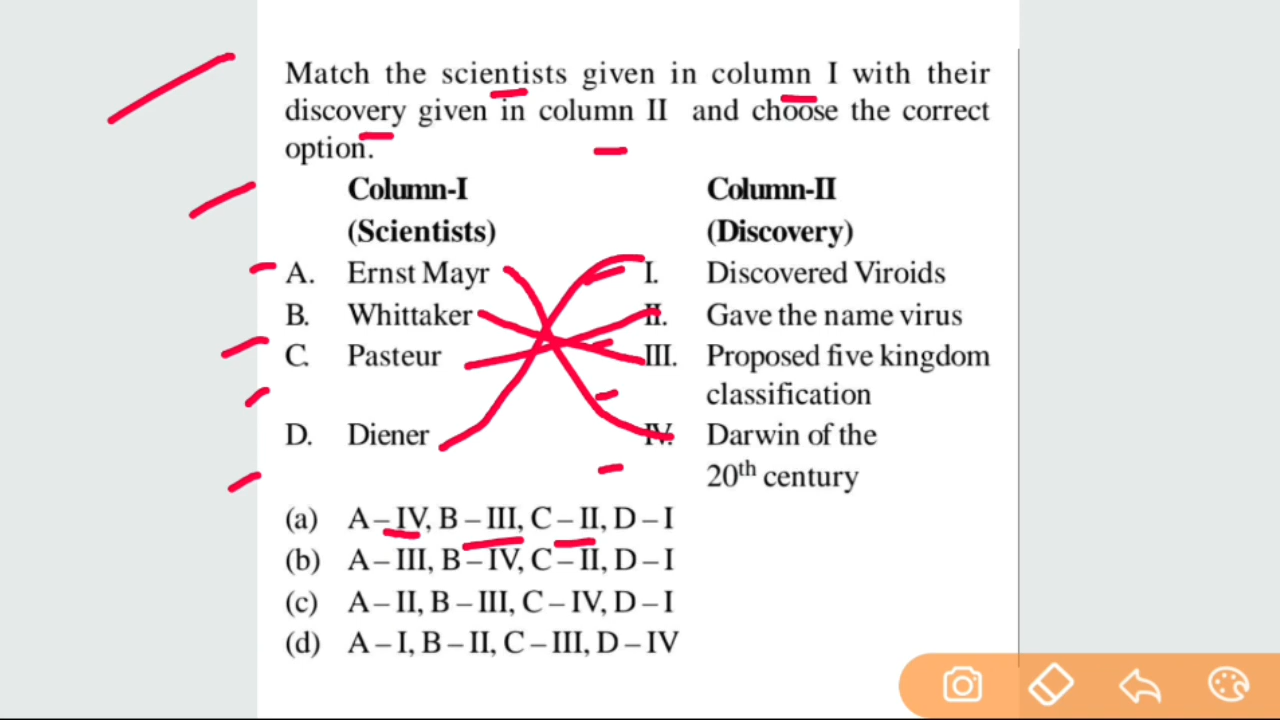 Match the scientists given in column I with their
discovery given in column II and choose the correct
option.
Column-I Column-II
(Scientists) (Discovery)
A. Ernst Mayr I. Discovered Viroids
B. Whittaker II. Gave the name virus
C. Pasteur III. Proposed five kingdom
classification
D. Diener IV. Darwin of the
20th century
(a) A – IV, B – III, C – II, D – I
(b) A – III, B – IV, C – II, D – I
(c) A – II, B – III, C – IV, D – I
(d) A – I, B – II, C – III, D – IV